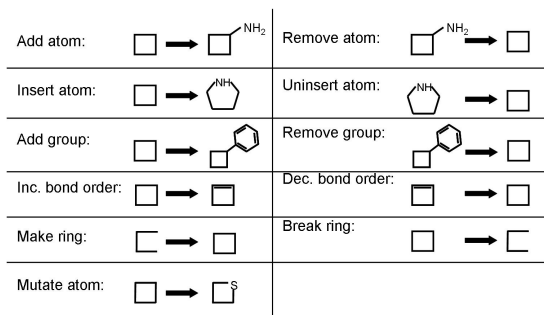 Add atom:
NH2
Remove atom:
NH2
Insert atom:
NH
Uninsert atom:
NH
Add group:
Remove group:
Inc. bond order:
Dec. bond order:
Make ring:
Break ring:
Mutate atom:
S